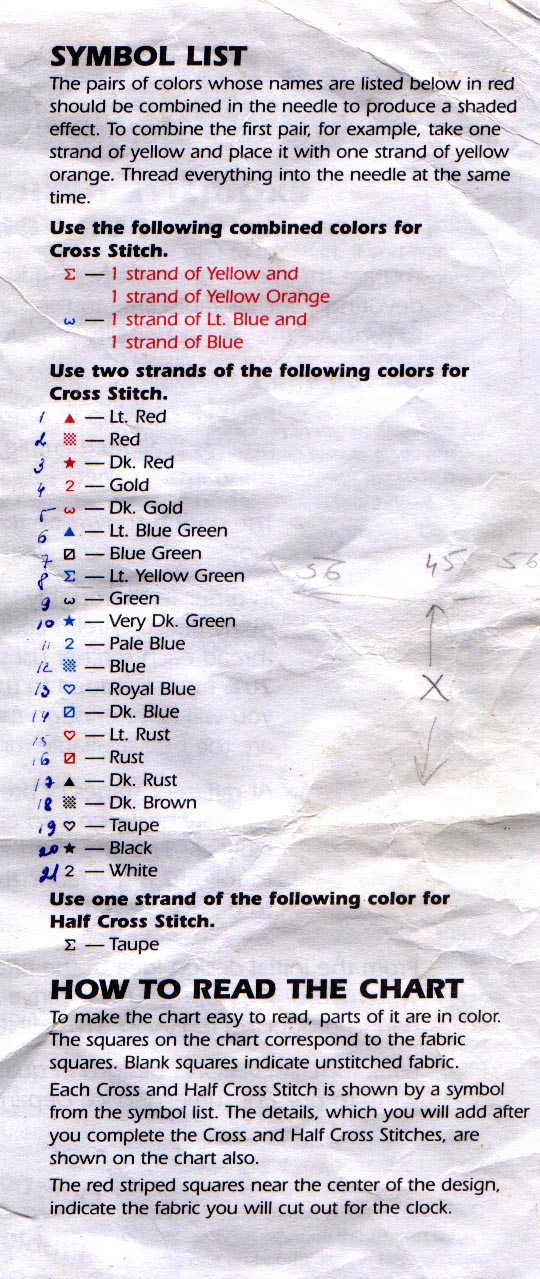 SYMBOL LIST
The pairs of colors whose names are listed below in red
should be combined in the needle to produce a shaded
effect. To combine the first pair, for example, take one
strand of yellow and place it with one strand of yellow
orange. Thread everything into the needle at the same
time.
Use the following combined colors for
Cross Stitch.
Σ — 1 strand of Yellow and
1 strand of Yellow Orange
ω — 1 strand of Lt. Blue and
1 strand of Blue
Use two strands of the following colors for
Cross Stitch.
1 ▲ — Lt. Red
2 ▩ — Red
3 ★ — Dk. Red
4 2 — Gold
5 ω — Dk. Gold
6 ▲ — Lt. Blue Green
7 ⍁ — Blue Green
8 Σ — Lt. Yellow Green 56 45 56
9 ω — Green
10 ★ — Very Dk. Green
11 2 — Pale Blue
12 ▩ — Blue
13 ♡ — Royal Blue X
14 ⍁ — Dk. Blue
15 ♡ — Lt. Rust
16 ⍁ — Rust
17 ▲ — Dk. Rust
18 ▩ — Dk. Brown
19 ♡ — Taupe
20 ★ — Black
21 2 — White
Use one strand of the following color for
Half Cross Stitch.
Σ — Taupe
HOW TO READ THE CHART
To make the chart easy to read, parts of it are in color.
The squares on the chart correspond to the fabric
squares. Blank squares indicate unstitched fabric.
Each Cross and Half Cross Stitch is shown by a symbol
from the symbol list. The details, which you will add after
you complete the Cross and Half Cross Stitches, are
shown on the chart also.
The red striped squares near the center of the design,
indicate the fabric you will cut out for the clock.